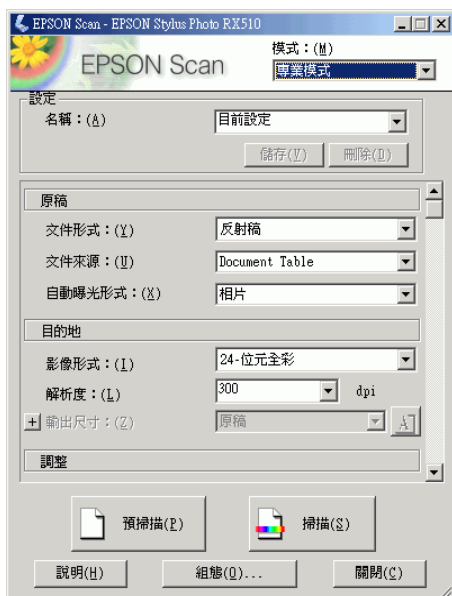 EPSON Scan - EPSON Stylus Photo RX510
EPSON Scan
模式：(M)
專業模式
設定
名稱：(A)
目前設定
儲存(V)
刪除(D)
原稿
文件形式：(Y)
反射稿
文件來源：(U)
Document Table
自動曝光形式：(X)
相片
目的地
影像形式：(I)
24-位元全彩
解析度：(L)
300
dpi
輸出尺寸：(Z)
原稿
調整
預掃描(P)
掃描(S)
說明(H)
組態(O)...
關閉(C)